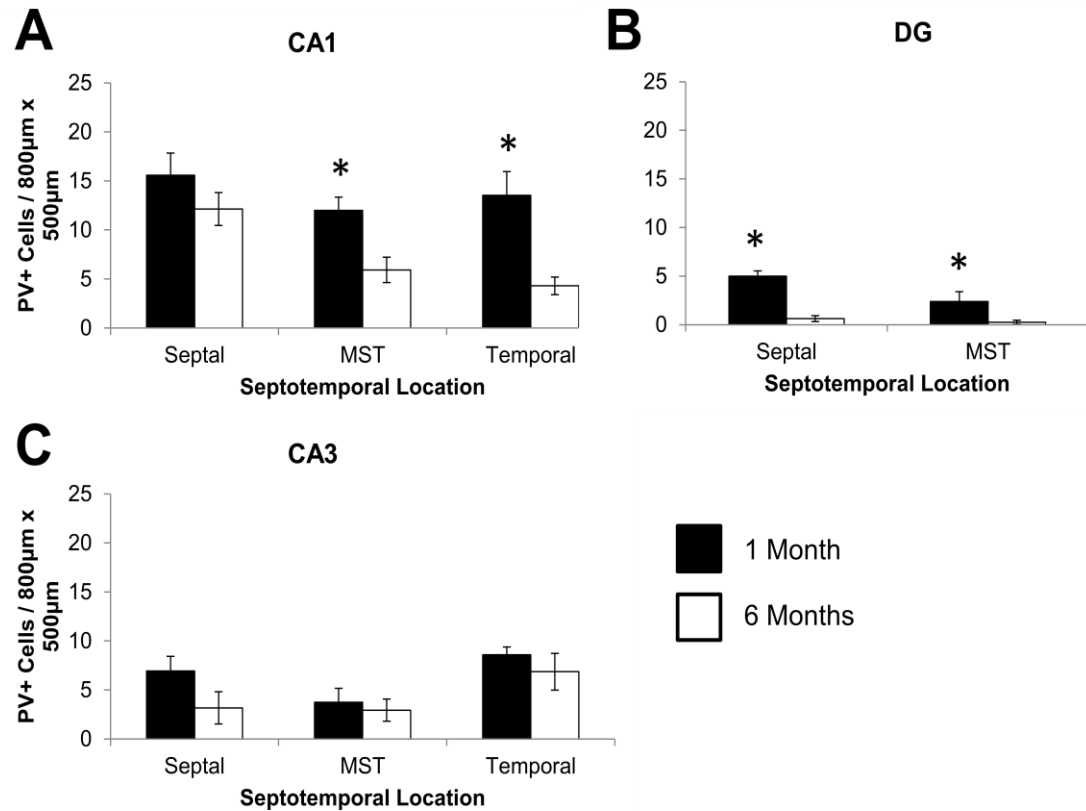 A
CA1
25
20
15
10
5
0
PV+ Cells / 800µm x
500µm
*
*
Septal MST Temporal
Septotemporal Location
B
DG
25
20
15
10
5
0
*
*
Septal MST
Septotemporal Location
C
CA3
25
20
15
10
5
0
PV+ Cells / 800µm x
500µm
Septal MST Temporal
Septotemporal Location
1 Month
6 Months